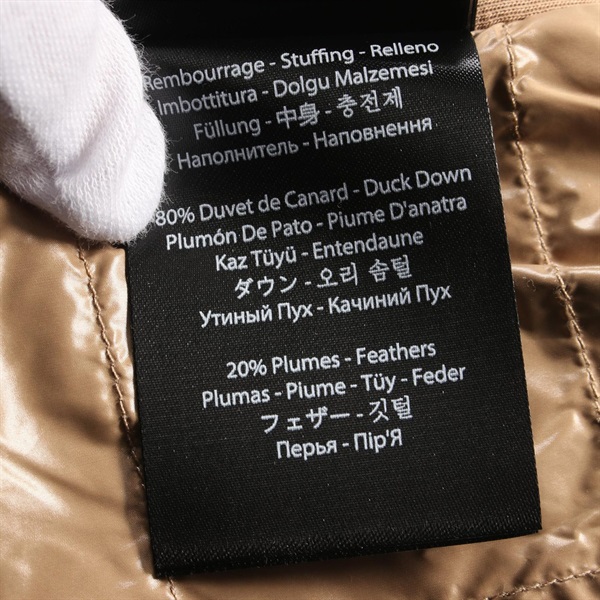 Rembourrage - Stuffing - Relleno
Imbottitura - Dolgu Malzemesi
Füllung - 中身 - 충전제
Наполнитель - Наповнення
80% Duvet de Canard - Duck Down
Plumón De Pato - Piume D'anatra
Kaz Tüyü - Entendaune
ダウン - 오리 솜털
Утиный Пух - Качиний Пух
20% Plumes - Feathers
Plumas - Piume - Tüy - Feder
フェザー - 깃털
Перья - Пір'Я